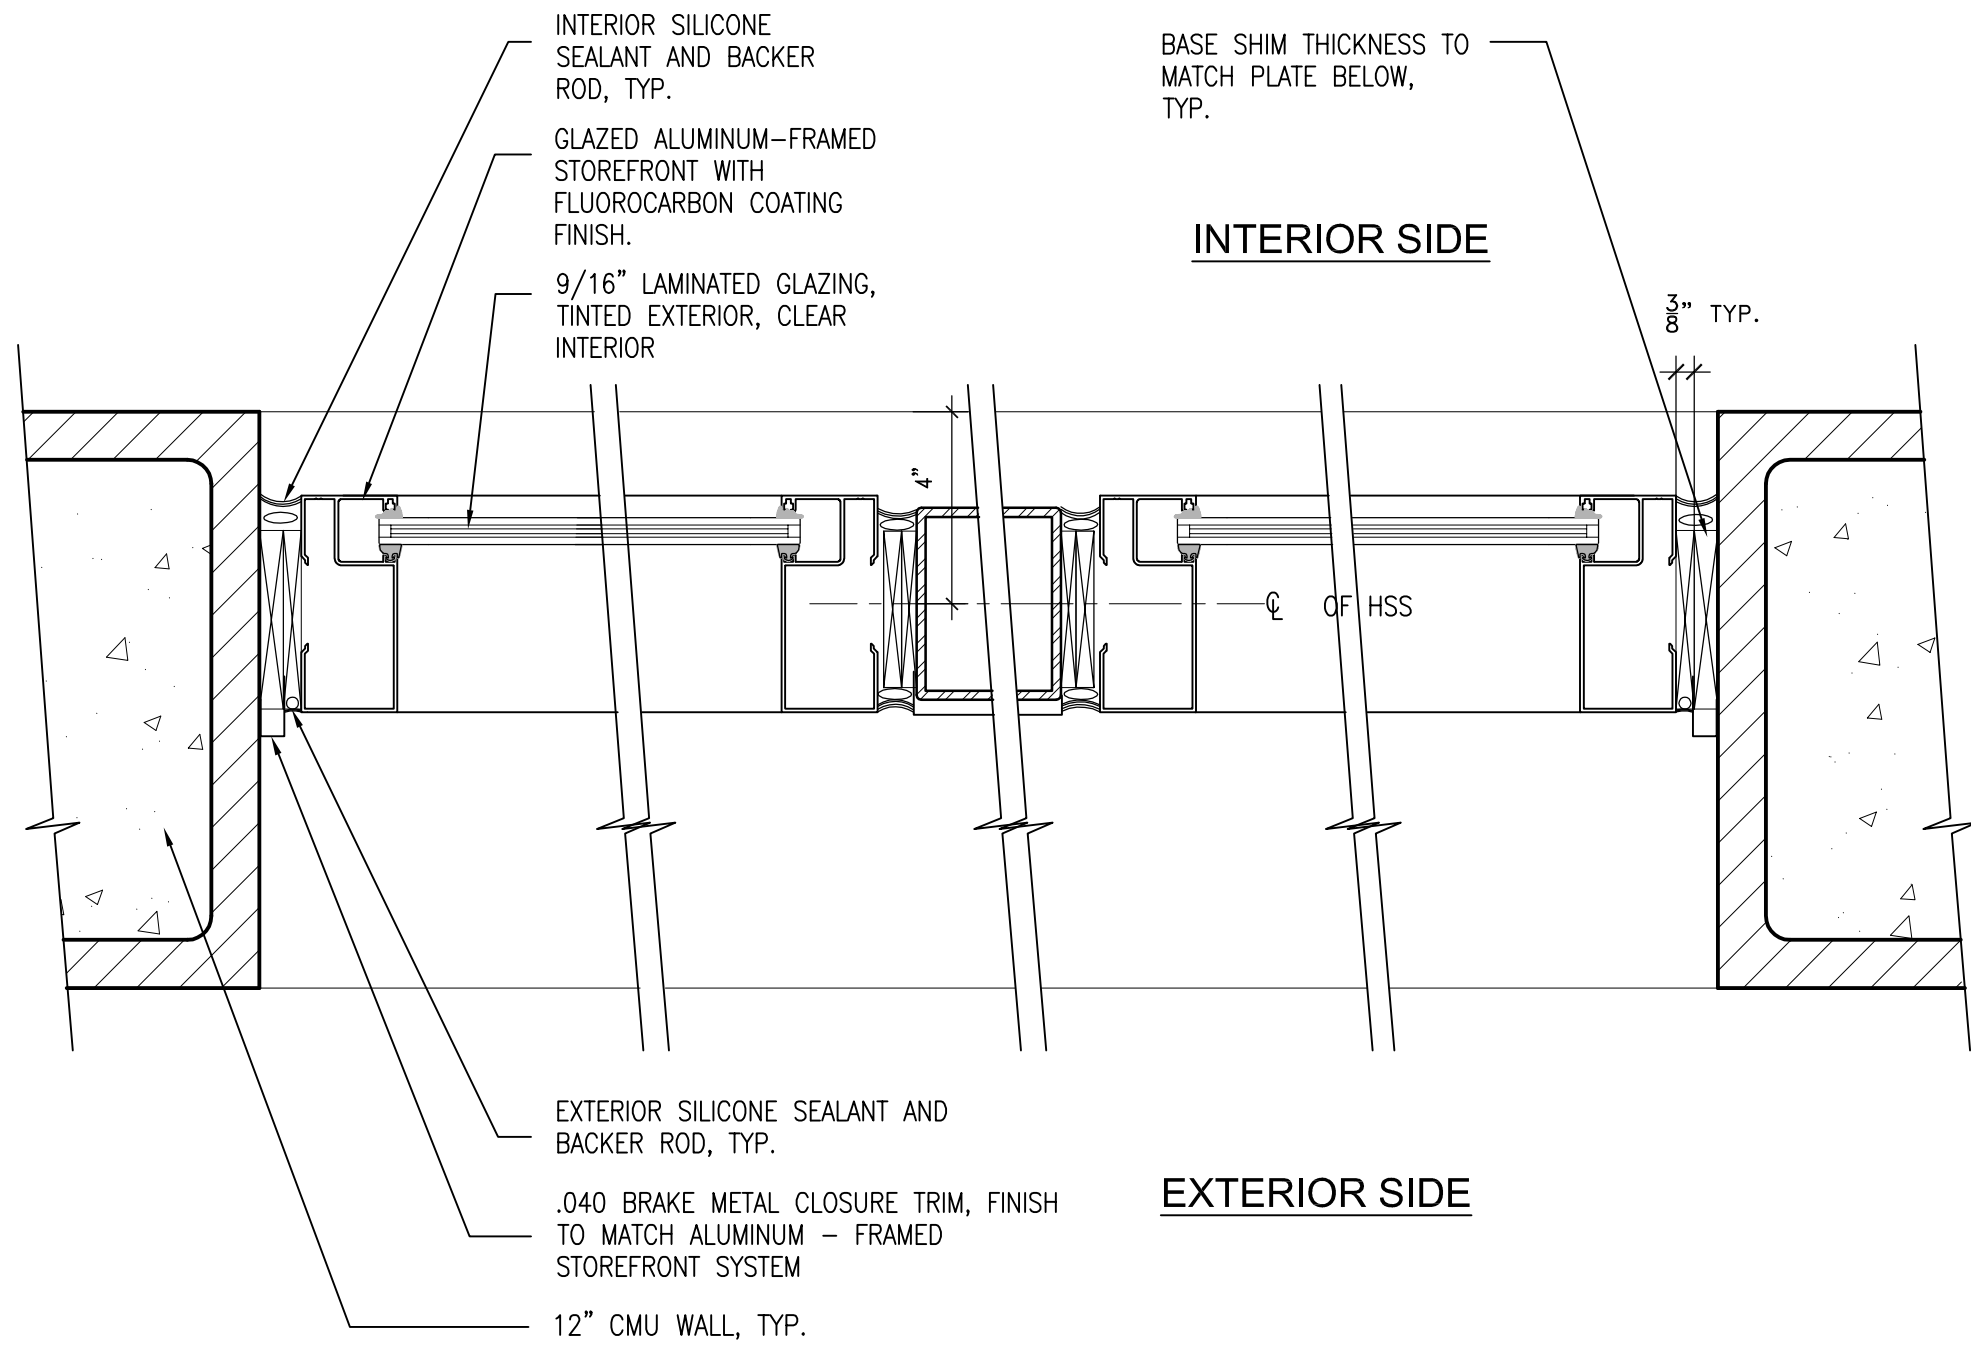 INTERIOR SILICONE
SEALANT AND BACKER
ROD, TYP.
GLAZED ALUMINUM-FRAMED
STOREFRONT WITH
FLUOROCARBON COATING
FINISH.
9/16" LAMINATED GLAZING,
TINTED EXTERIOR, CLEAR
INTERIOR
BASE SHIM THICKNESS TO
MATCH PLATE BELOW,
TYP.
INTERIOR SIDE
3/8" TYP.
4"
℄ OF HSS
EXTERIOR SILICONE SEALANT AND
BACKER ROD, TYP.
.040 BRAKE METAL CLOSURE TRIM, FINISH
TO MATCH ALUMINUM - FRAMED
STOREFRONT SYSTEM
12" CMU WALL, TYP.
EXTERIOR SIDE